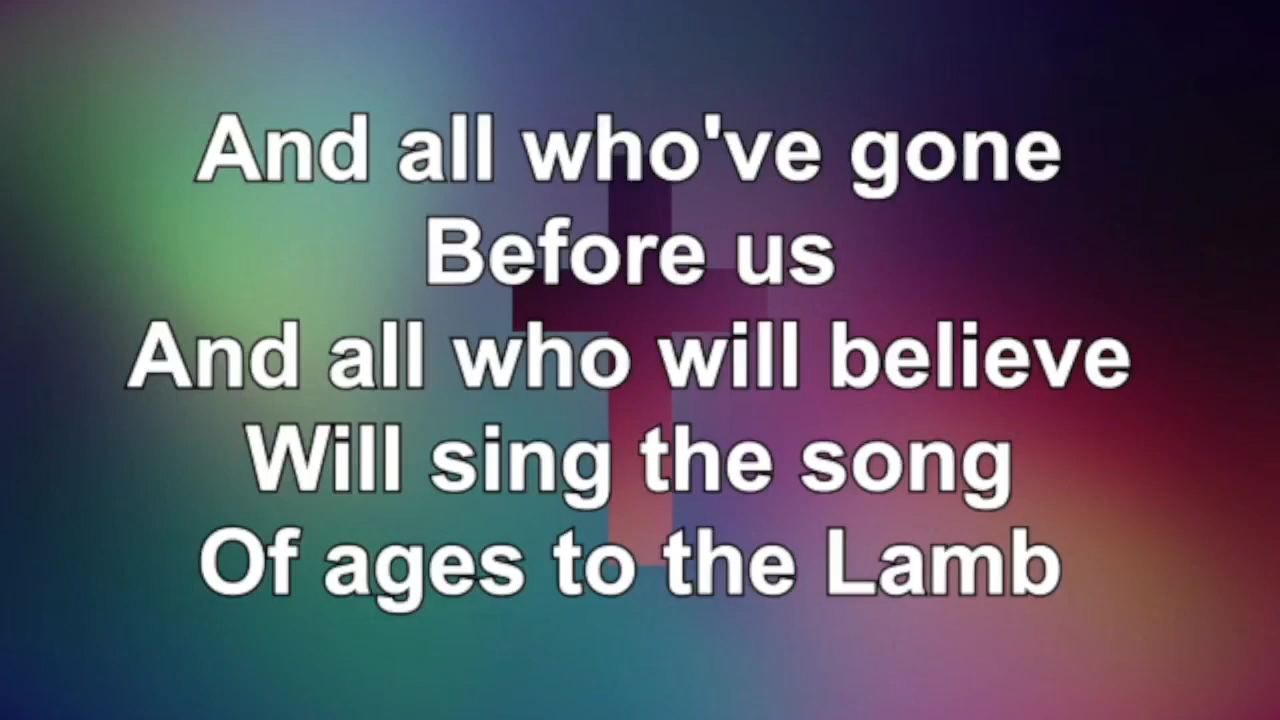 And all who've gone
Before us
And all who will believe
Will sing the song
Of ages to the Lamb